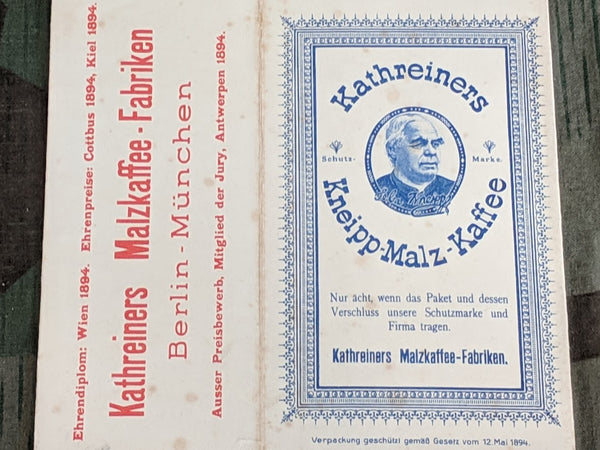 Ehrendiplom: Wien 1894. Ehrenpreise: Cottbus 1894, Kiel 1894.
Kathreiners Malzkaffee-Fabriken
Berlin-München
Ausser Preisbewerb, Mitglied der Jury, Antwerpen 1894.
Kathreiners
Schutz- Marke.
Kneipp-Malz-Kaffee
Nur ächt, wenn das Paket und dessen
Verschluss unsere Schutzmarke und
Firma tragen.
Kathreiners Malzkaffee-Fabriken.
Verpackung geschützt gemäß Gesetz vom 12. Mai 1894.